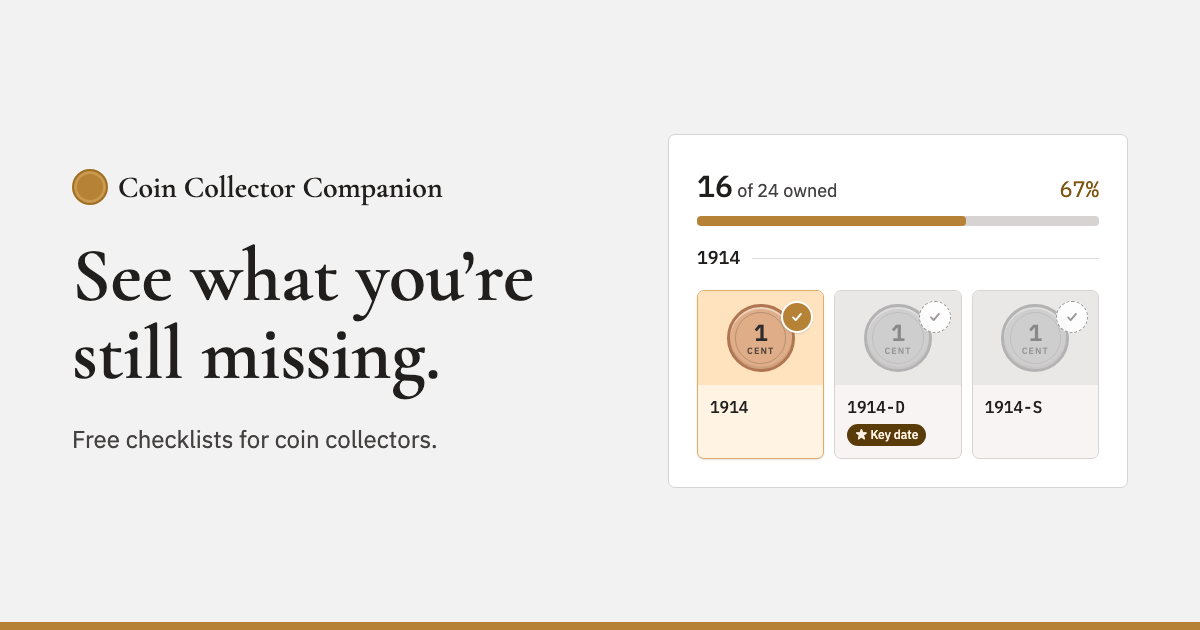 Coin Collector Companion
See what you’re
still missing.
Free checklists for coin collectors.
16 of 24 owned
67%
1914
1
CENT
1914
1
CENT
1914-D
Key date
1
CENT
1914-S